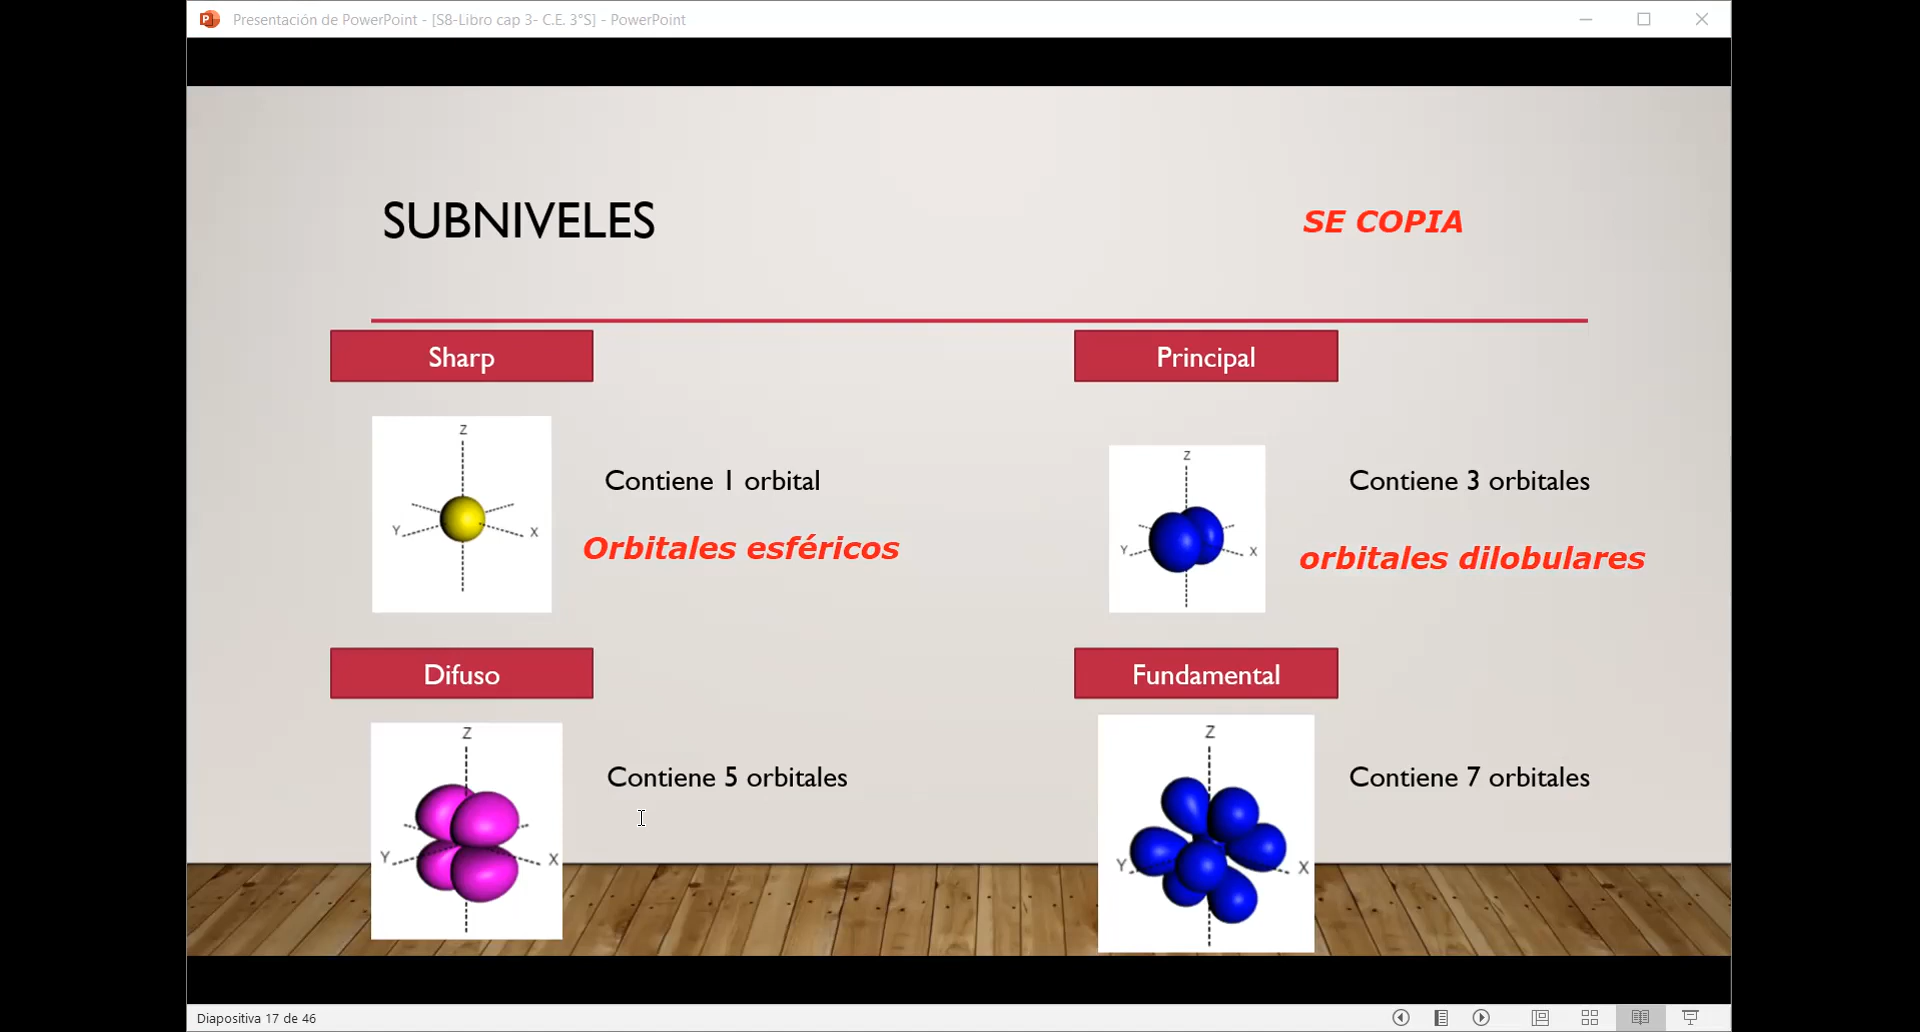 Presentación de PowerPoint - [S8-Libro cap 3- C.E. 3°S] - PowerPoint
SUBNIVELES
SE COPIA
Sharp
Principal
Z
Y
X
Contiene 1 orbital
Orbitales esféricos
Z
Y
X
Contiene 3 orbitales
orbitales dilobulares
Difuso
Fundamental
Z
Y
X
Contiene 5 orbitales
Z
Y
X
Contiene 7 orbitales
Diapositiva 17 de 46